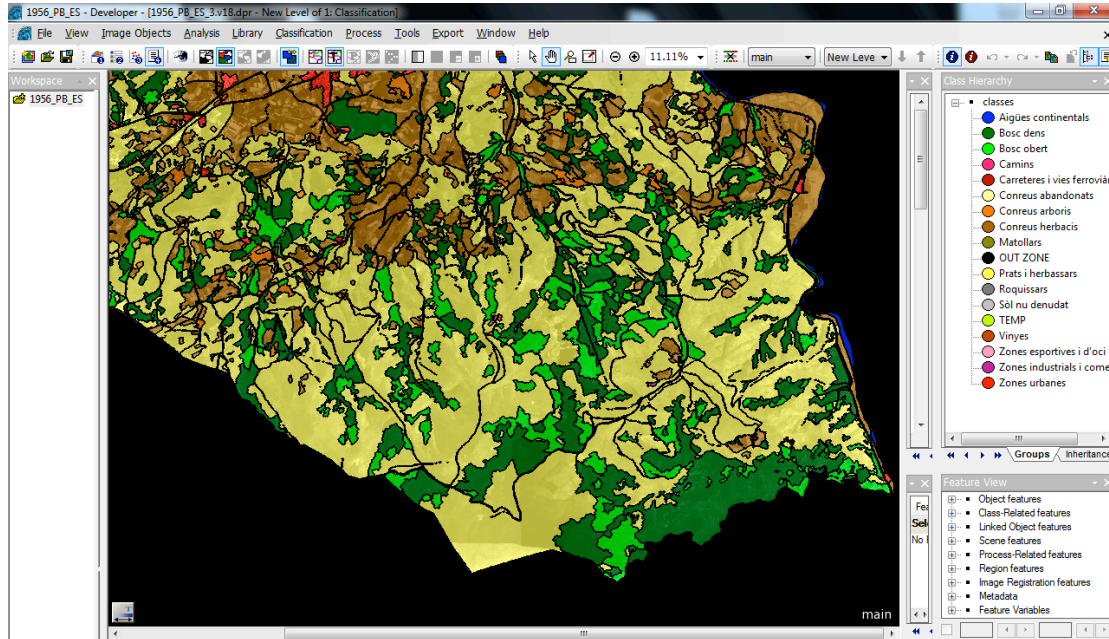 1956_PB_ES - Developer - [1956_PB_ES_3.v18.dpr - New Level of 1: Classification]
File View Image Objects Analysis Library Classification Process Tools Export Window Help
11.11% main New Leve
Workspace
1956_PB_ES
Class Hierarchy
classes
Aigües continentals
Bosc dens
Bosc obert
Camins
Carreteres i vies ferrovià
Conreus abandonats
Conreus arboris
Conreus herbacis
Matollars
OUT ZONE
Prats i herbassars
Roquissars
Sòl nu denudat
TEMP
Vinyes
Zones esportives i d'oci
Zones industrials i come
Zones urbanes
Groups Inheritance
Fea
Sele
No
Feature View
Object features
Class-Related features
Linked Object features
Scene features
Process-Related features
Region features
Image Registration features
Metadata
Feature Variables
main